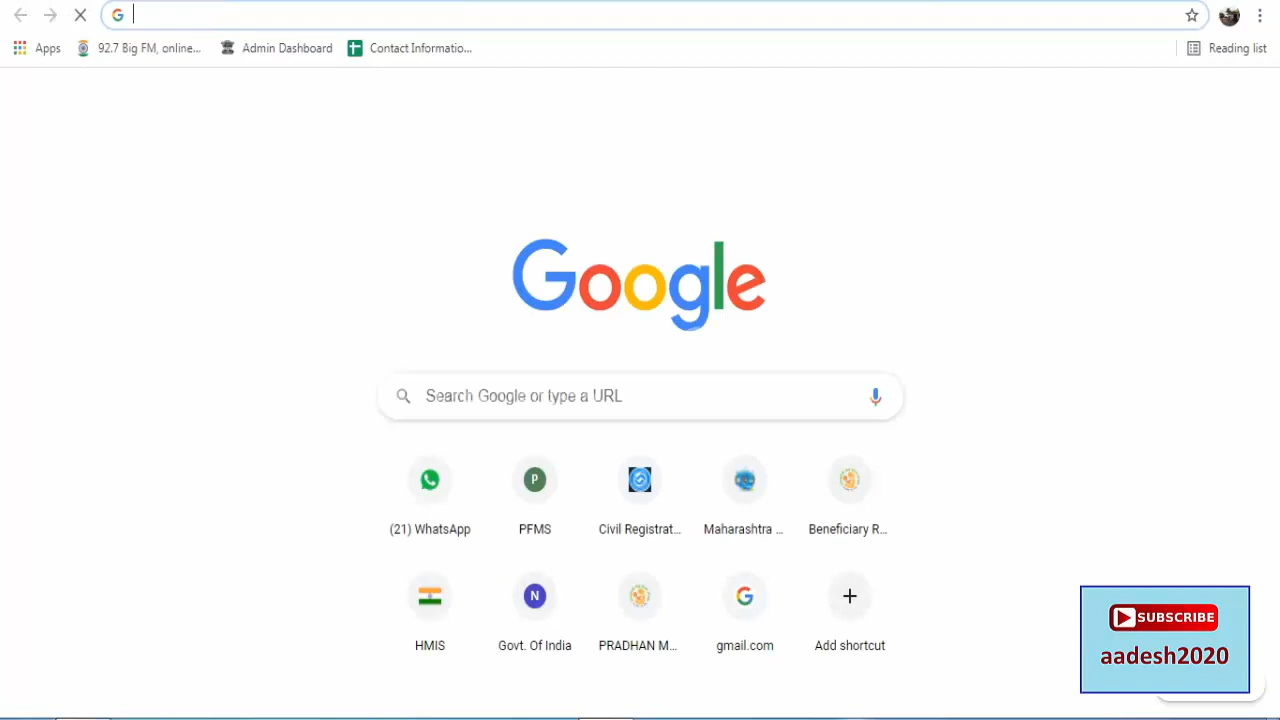 Apps
92.7 Big FM, online...
Admin Dashboard
Contact Informatio...
Reading list
Google
Search Google or type a URL
(21) WhatsApp
P
PFMS
Civil Registrat...
Maharashtra ...
Beneficiary R...
HMIS
N
Govt. Of India
PRADHAN M...
gmail.com
Add shortcut
SUBSCRIBE
aadesh2020